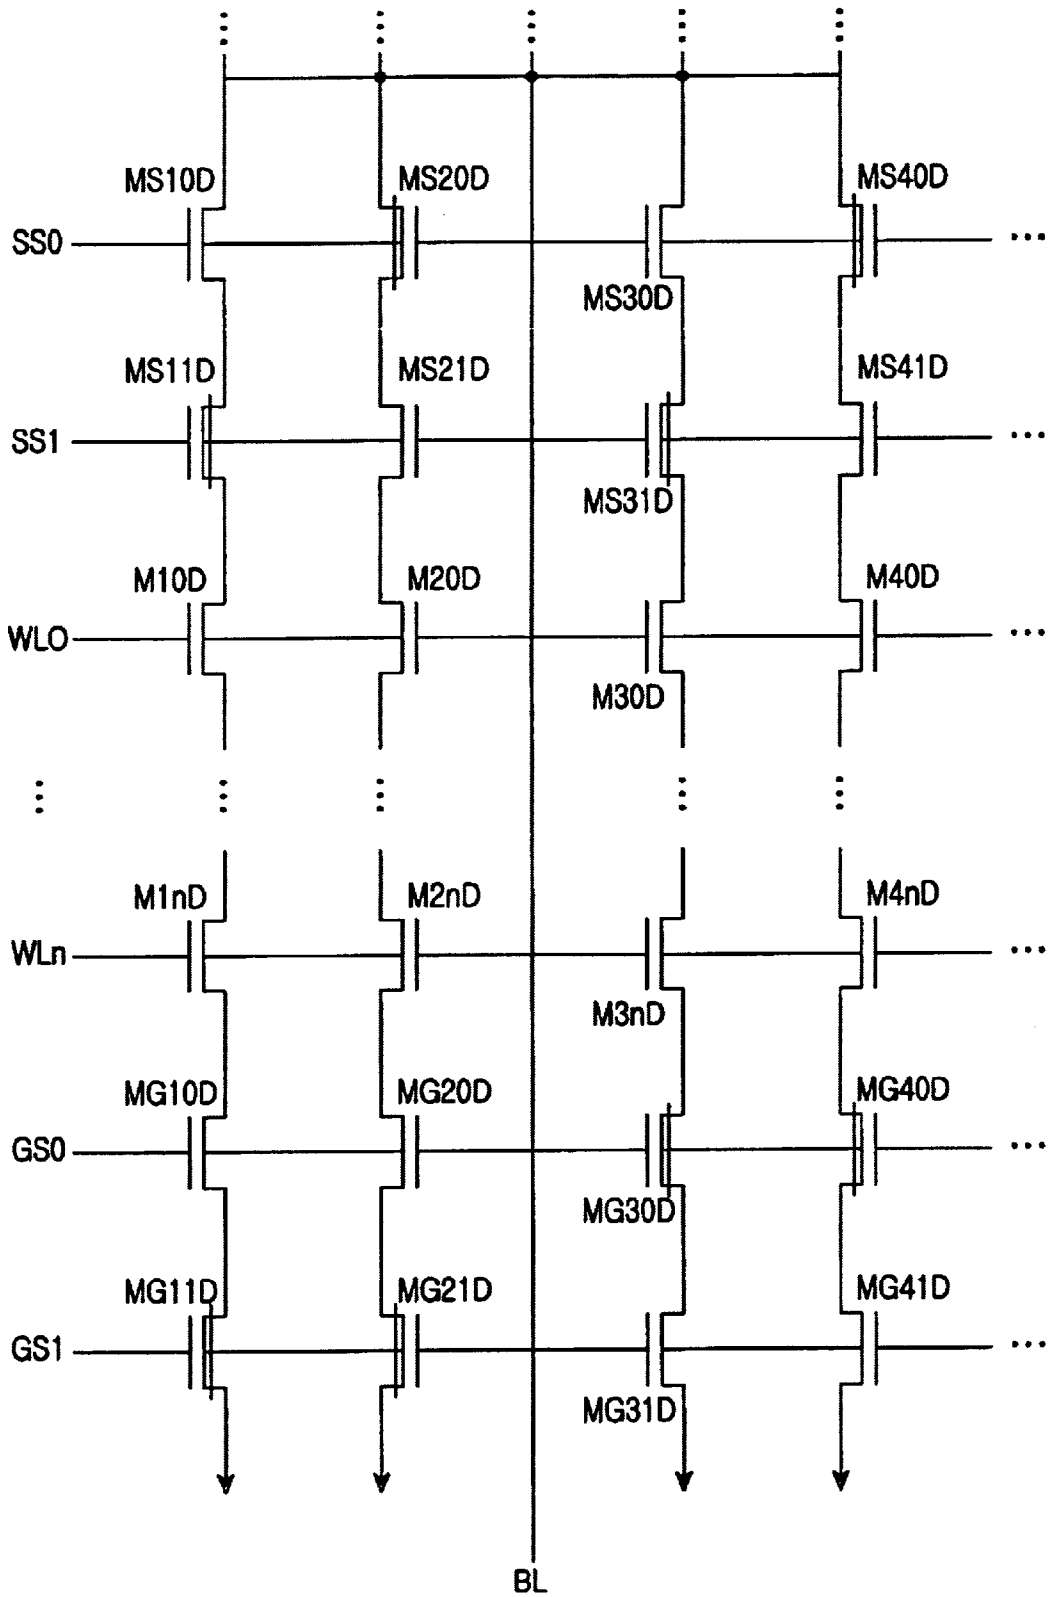 MS10D MS20D MS40D
SS0
MS30D
MS11D MS21D MS41D
SS1
MS31D
M10D M20D M40D
WLO
M30D
M1nD M2nD M4nD
WLn
M3nD
MG10D MG20D MG40D
GS0
MG30D
MG11D MG21D MG41D
GS1
MG31D
BL